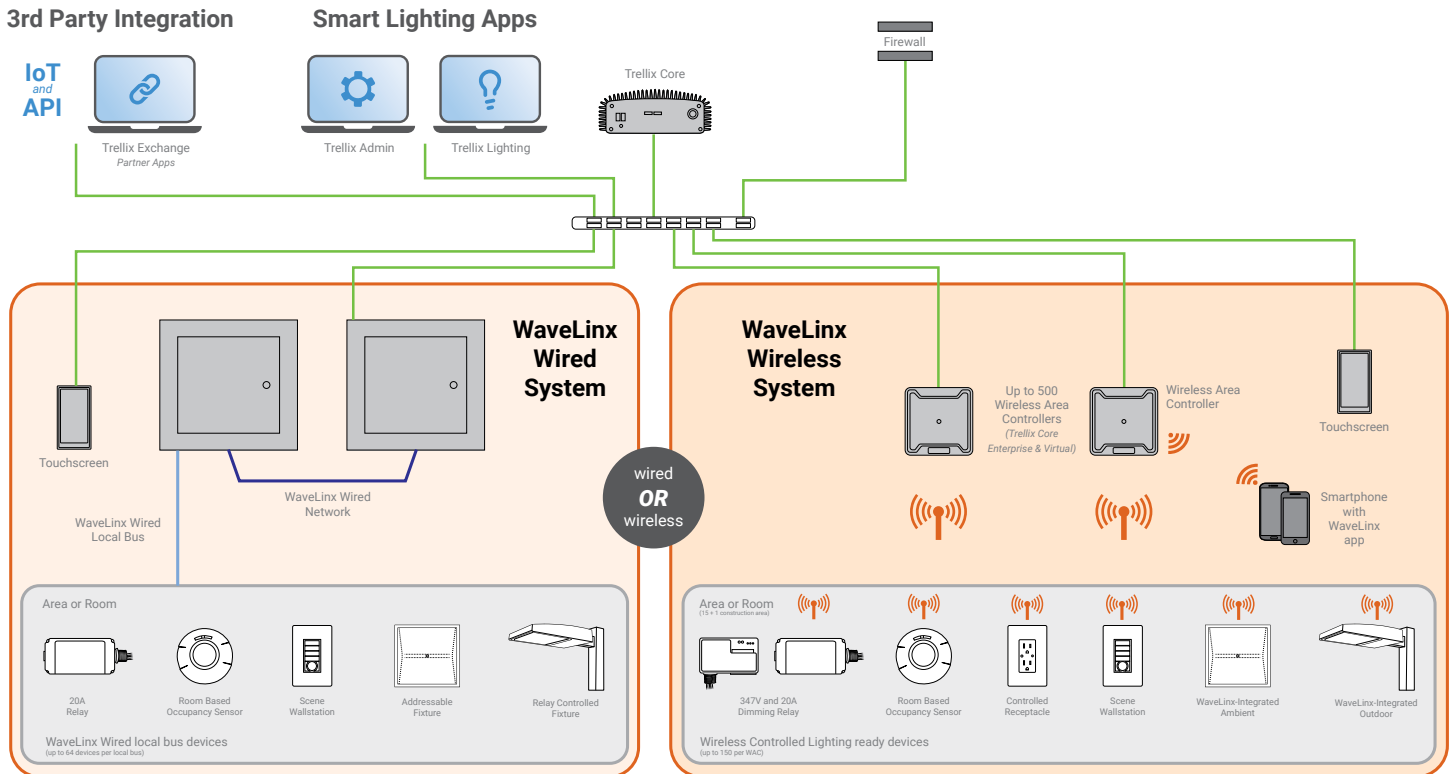 3rd Party Integration
Smart Lighting Apps
IoT
and
API
Trellix Exchange
Partner Apps
Trellix Admin
Trellix Lighting
Trellix Core
Firewall
WaveLinx
Wired
System
Touchscreen
WaveLinx Wired
Network
WaveLinx Wired
Local Bus
wired
OR
wireless
WaveLinx
Wireless
System
Up to 500
Wireless Area
Controllers
(Trellix Core
Enterprise & Virtual)
Wireless Area
Controller
Touchscreen
Smartphone
with
WaveLinx
app
Area or Room
20A
Relay
Room Based
Occupancy Sensor
Scene
Wallstation
Addressable
Fixture
Relay Controlled
Fixture
WaveLinx Wired local bus devices
(up to 64 devices per local bus)
Area or Room
(15 + 1 construction area)
347V and 20A
Dimming Relay
Room Based
Occupancy Sensor
Controlled
Receptacle
Scene
Wallstation
WaveLinx-Integrated
Ambient
WaveLinx-Integrated
Outdoor
Wireless Controlled Lighting ready devices
(up to 150 per WAC)